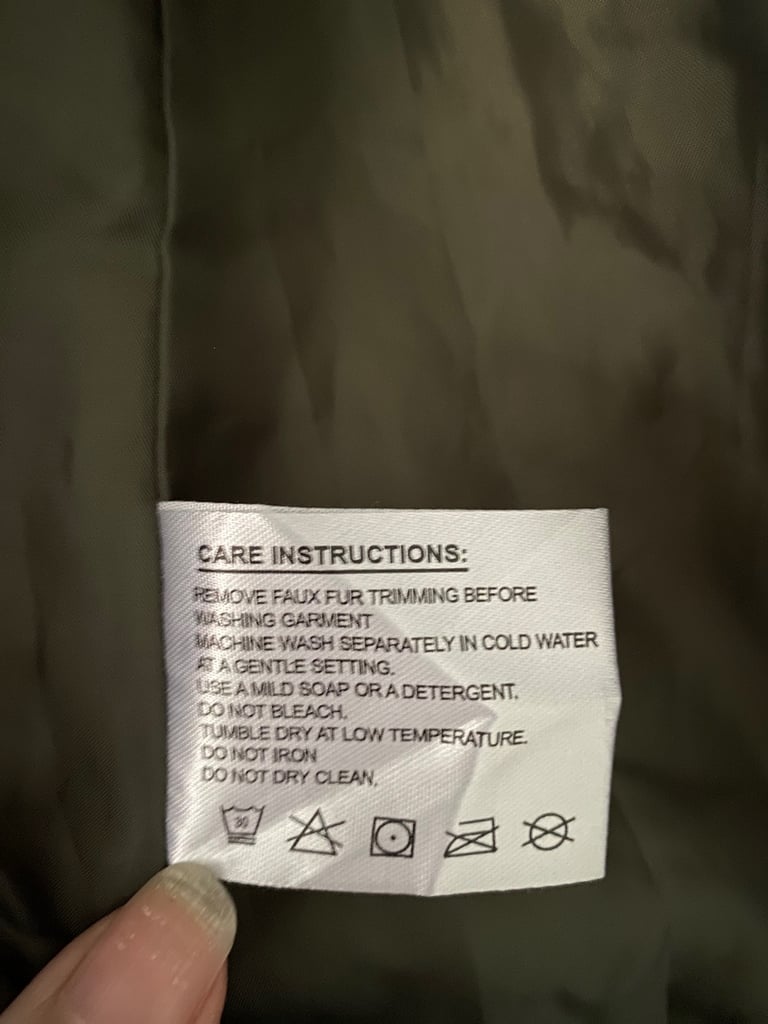 CARE INSTRUCTIONS:
REMOVE FAUX FUR TRIMMING BEFORE
WASHING GARMENT
MACHINE WASH SEPARATELY IN COLD WATER
AT A GENTLE SETTING.
USE A MILD SOAP OR A DETERGENT.
DO NOT BLEACH.
TUMBLE DRY AT LOW TEMPERATURE.
DO NOT IRON
DO NOT DRY CLEAN.
30